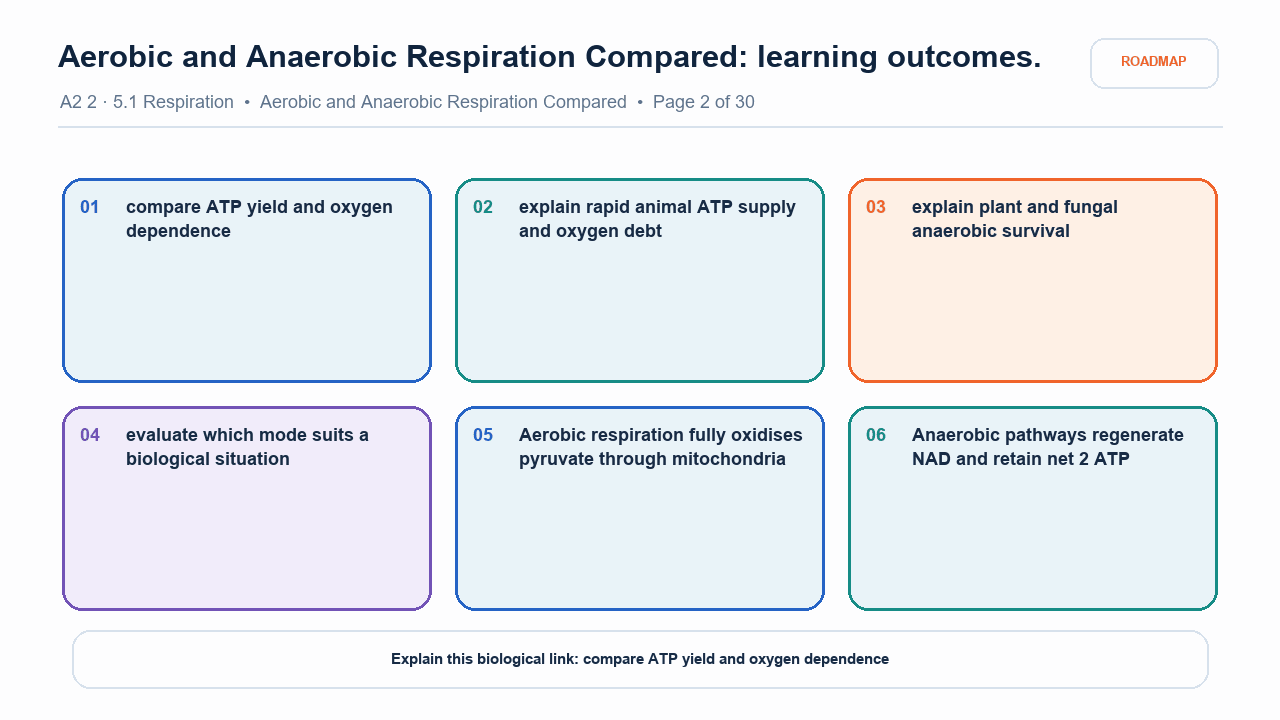 Aerobic and Anaerobic Respiration Compared: learning outcomes.
ROADMAP
A2 2 · 5.1 Respiration • Aerobic and Anaerobic Respiration Compared • Page 2 of 30
01 compare ATP yield and oxygen
dependence
02 explain rapid animal ATP supply
and oxygen debt
03 explain plant and fungal
anaerobic survival
04 evaluate which mode suits a
biological situation
05 Aerobic respiration fully oxidises
pyruvate through mitochondria
06 Anaerobic pathways regenerate
NAD and retain net 2 ATP
Explain this biological link: compare ATP yield and oxygen dependence